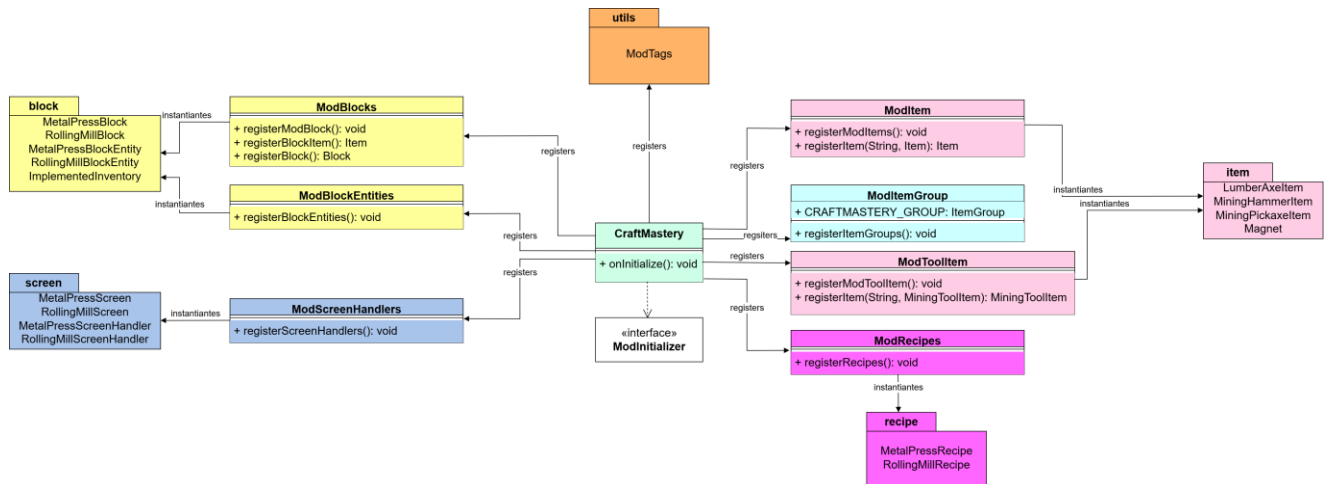 utils
ModTags
registers
block
MetalPressBlock
RollingMillBlock
MetalPressBlockEntity
RollingMillBlockEntity
ImplementedInventory
instantiantes
instantiantes
ModBlocks
+ registerModBlock(): void
+ registerBlockItem(): Item
+ registerBlock(): Block
registers
ModBlockEntities
+ registerBlockEntities(): void
registers
screen
MetalPressScreen
RollingMillScreen
MetalPressScreenHandler
RollingMillScreenHandler
instantiantes
ModScreenHandlers
+ registerScreenHandlers(): void
registers
CraftMastery
+ onInitialize(): void
«interface»
ModInitializer
registers
ModItem
+ registerModItems(): void
+ registerItem(String, Item): Item
regsiters
ModItemGroup
+ CRAFTMASTERY_GROUP: ItemGroup
+ registerItemGroups(): void
registers
ModToolItem
+ registerModToolItem(): void
+ registerItem(String, MiningToolItem): MiningToolItem
instantiantes
instantiantes
item
LumberAxeItem
MiningHammerItem
MiningPickaxeItem
Magnet
registers
ModRecipes
+ registerRecipes(): void
instantiantes
recipe
MetalPressRecipe
RollingMillRecipe